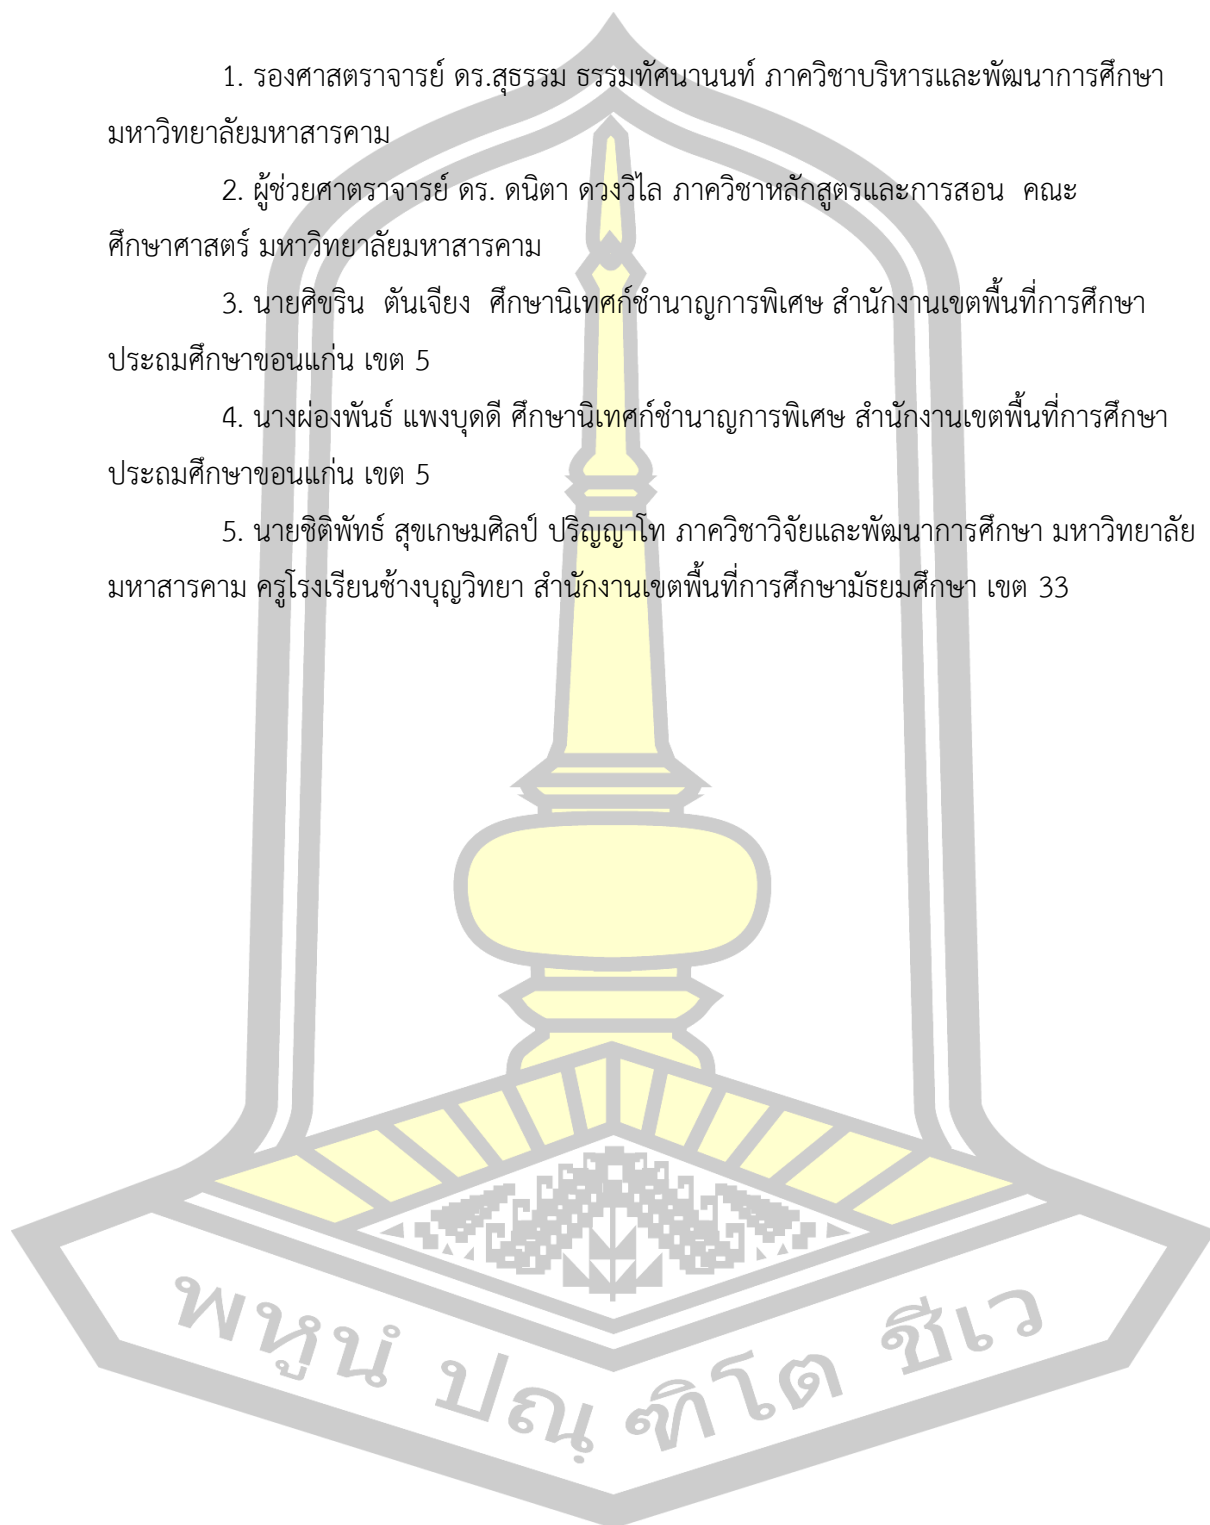 1. รองศาสตราจารย์ ดร.สุธรรม ธรรมทัศนานนท์ ภาควิชาบริหารและพัฒนาการศึกษา
มหาวิทยาลัยมหาสารคาม
2. ผู้ช่วยศาตราจารย์ ดร. ดนิตา ดวงวิไล ภาควิชาหลักสูตรและการสอน  คณะ
ศึกษาศาสตร์ มหาวิทยาลัยมหาสารคาม
3. นายศิขริน  ตันเจียง  ศึกษานิเทศก์ชำนาญการพิเศษ สำนักงานเขตพื้นที่การศึกษา
ประถมศึกษาขอนแก่น เขต 5
4. นางผ่องพันธ์ แพงบุดดี ศึกษานิเทศก์ชำนาญการพิเศษ สำนักงานเขตพื้นที่การศึกษา
ประถมศึกษาขอนแก่น เขต 5
5. นายชิติพัทธ์ สุขเกษมศิลป์ ปริญญาโท ภาควิชาวิจัยและพัฒนาการศึกษา มหาวิทยาลัย
มหาสารคาม ครูโรงเรียนช้างบุญวิทยา สำนักงานเขตพื้นที่การศึกษามัธยมศึกษา เขต 33
พหูนํ ปณฺ ฑิโต ชีเว